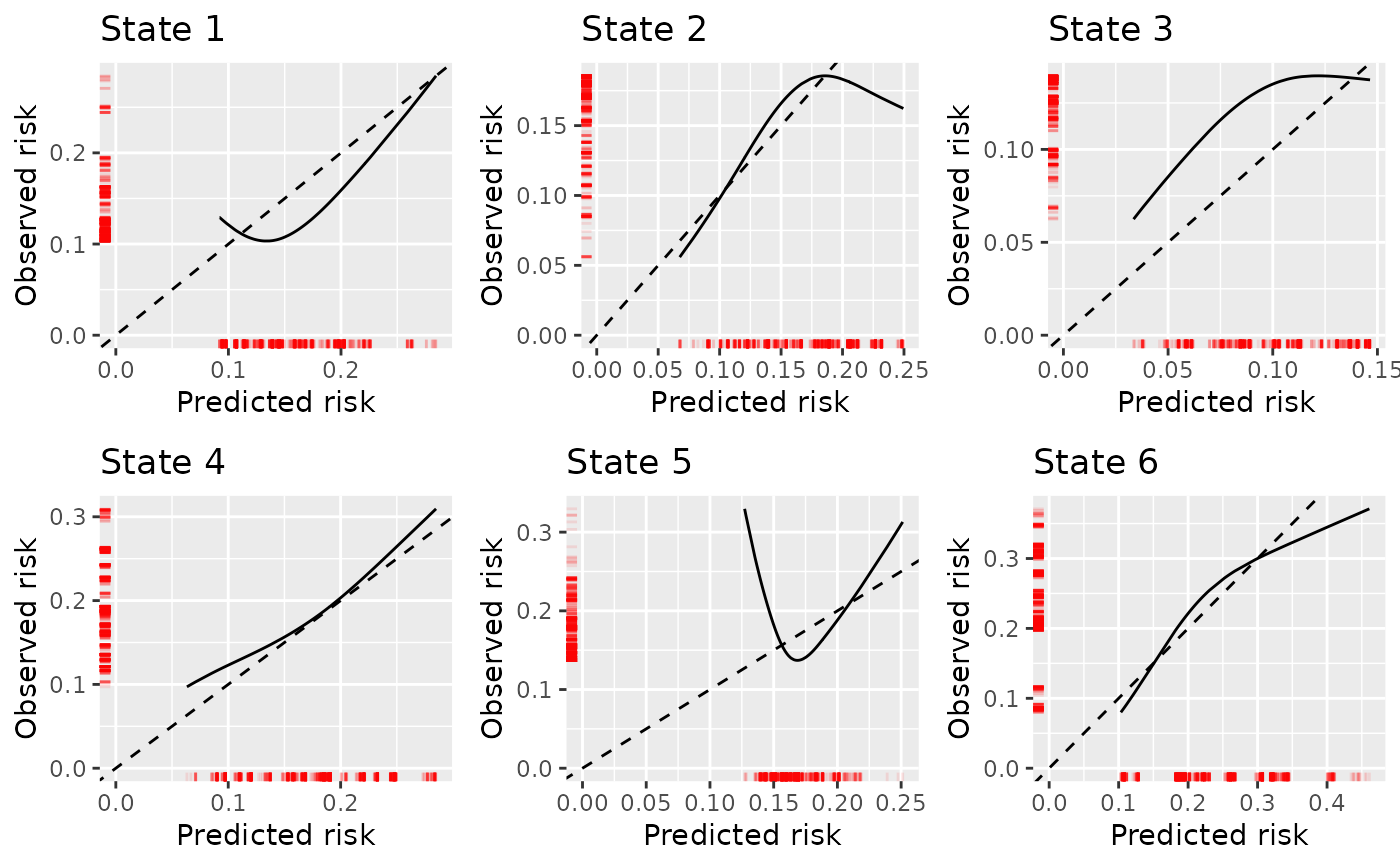 State 1
Observed risk
0.2
0.1
0.0
0.0 0.1 0.2
Predicted risk
State 2
Observed risk
0.15
0.10
0.05
0.00
0.00 0.05 0.10 0.15 0.20 0.25
Predicted risk
State 3
Observed risk
0.10
0.05
0.00
0.00 0.05 0.10 0.15
Predicted risk
State 4
Observed risk
0.3
0.2
0.1
0.0
0.0 0.1 0.2
Predicted risk
State 5
Observed risk
0.3
0.2
0.1
0.0
0.00 0.05 0.10 0.15 0.20 0.25
Predicted risk
State 6
Observed risk
0.3
0.2
0.1
0.0
0.0 0.1 0.2 0.3 0.4
Predicted risk